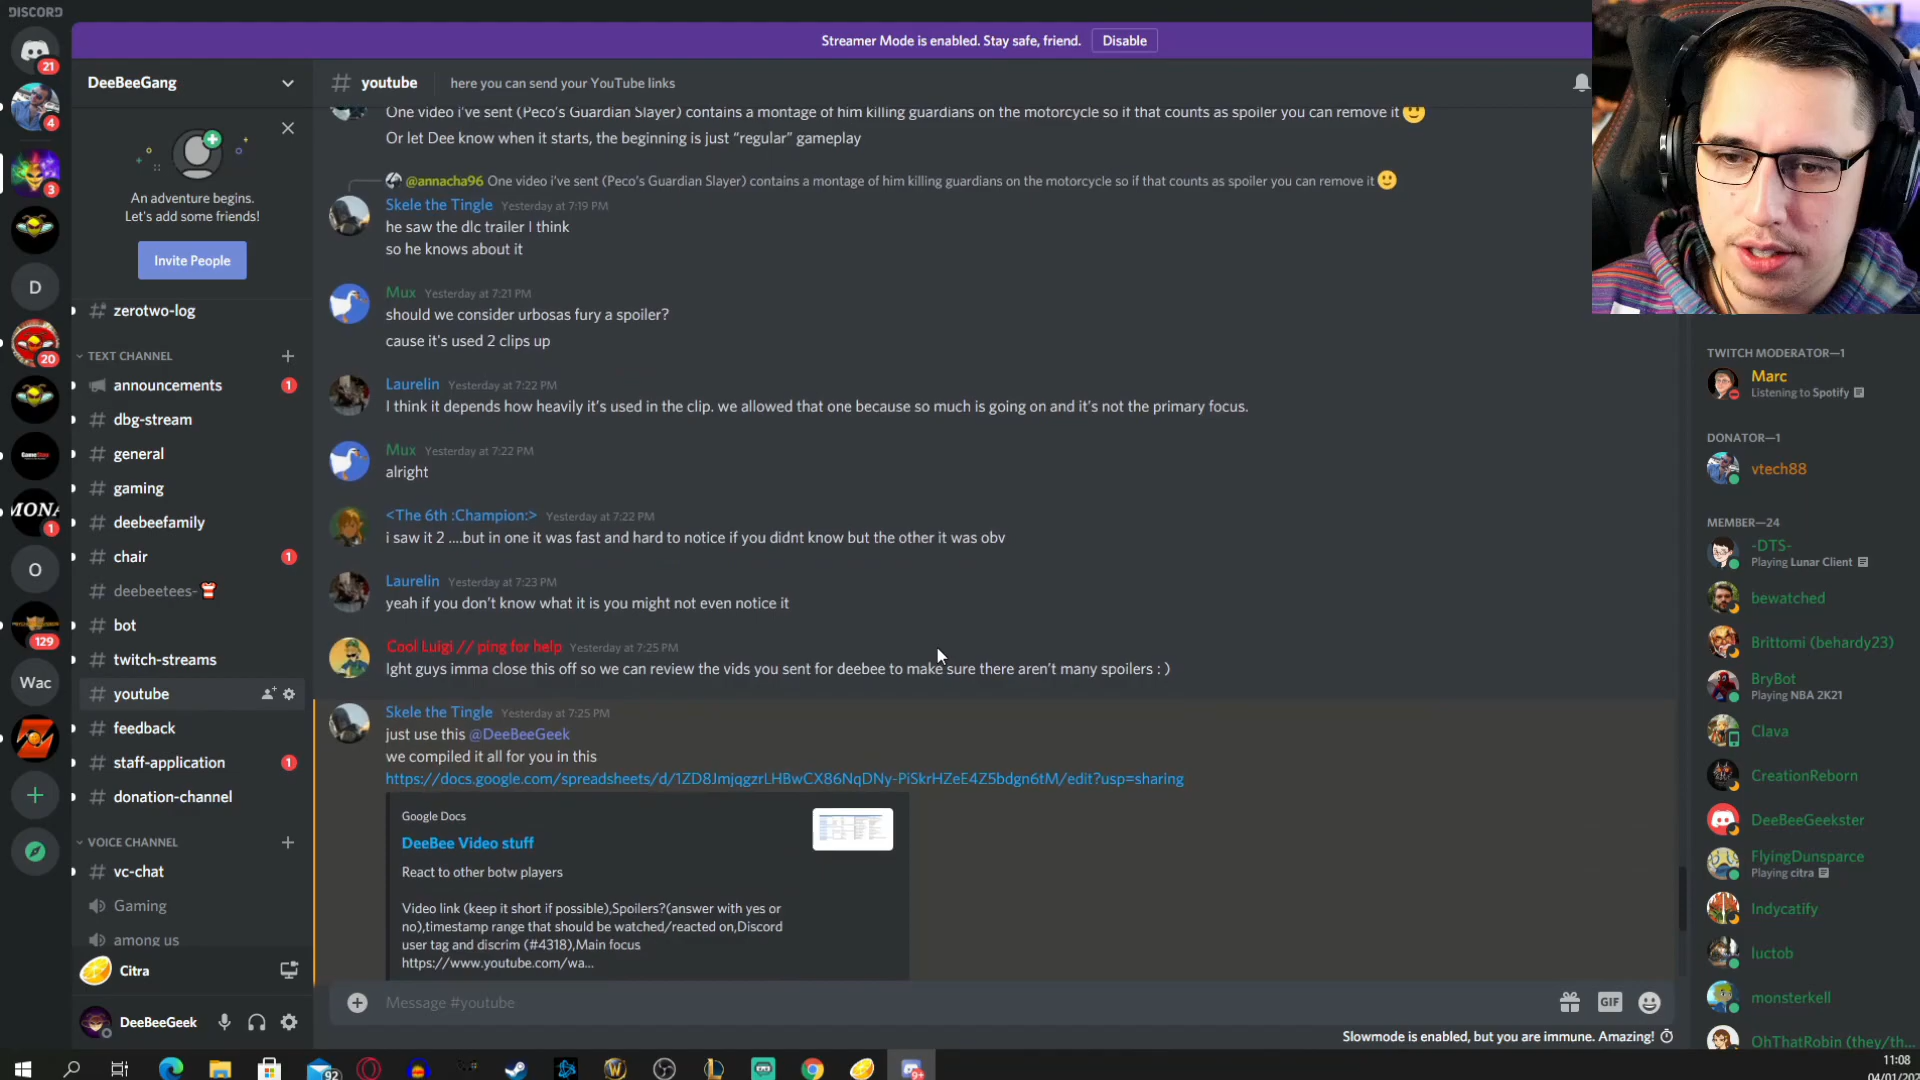 DISCORD
Streamer Mode is enabled. Stay safe, friend.
Disable
21
4
3
D
20
GameStop
MONA
1
O
129
Wac
DeeBeeGang
An adventure begins.
Let's add some friends!
Invite People
zerotwo-log
TEXT CHANNEL
announcements 1
dbg-stream
general
gaming
deebeefamily
chair 1
deebeetees-
bot
twitch-streams
youtube
feedback
staff-application 1
donation-channel
VOICE CHANNEL
vc-chat
Gaming
among us
Citra
DeeBeeGeek
# youtube here you can send your YouTube links
One video i've sent (Peco's Guardian Slayer) contains a montage of him killing guardians on the motorcycle so if that counts as spoiler you can remove it 🙂
Or let Dee know when it starts, the beginning is just “regular” gameplay
@annacha96 One video i've sent (Peco's Guardian Slayer) contains a montage of him killing guardians on the motorcycle so if that counts as spoiler you can remove it 🙂
Skele the Tingle Yesterday at 7:19 PM
he saw the dlc trailer I think
so he knows about it
Mux Yesterday at 7:21 PM
should we consider urbosas fury a spoiler?
cause it's used 2 clips up
Laurelin Yesterday at 7:22 PM
I think it depends how heavily it’s used in the clip. we allowed that one because so much is going on and it’s not the primary focus.
Mux Yesterday at 7:22 PM
alright
<The 6th :Champion:> Yesterday at 7:22 PM
i saw it 2 ....but in one it was fast and hard to notice if you didnt know but the other it was obv
Laurelin Yesterday at 7:23 PM
yeah if you don’t know what it is you might not even notice it
Cool Luigi // ping for help Yesterday at 7:25 PM
Ight guys imma close this off so we can review the vids you sent for deebee to make sure there aren’t many spoilers : )
Skele the Tingle Yesterday at 7:25 PM
just use this @DeeBeeGeek
we compiled it all for you in this
https://docs.google.com/spreadsheets/d/1ZD8JmjqgzrLHBwCX86NqDNy-PiSkrHZeE4Z5bdgn6tM/edit?usp=sharing
Google Docs
DeeBee Video stuff
React to other botw players
Video link (keep it short if possible),Spoilers?(answer with yes or
no),timestamp range that should be watched/reacted on,Discord
user tag and discrim (#4318),Main focus
https://www.youtube.com/wa...
Message #youtube
GIF
Slowmode is enabled, but you are immune. Amazing!
TWITCH MODERATOR—1
Marc
Listening to Spotify
DONATOR—1
vtech88
MEMBER—24
-DTS-
Playing Lunar Client
bewatched
Brittomi (behardy23)
BryBot
Playing NBA 2K21
Clava
CreationReborn
DeeBeeGeekster
FlyingDunsparce
Playing citra
Indycatify
luctob
monsterkell
OhThatRobin (they/th...
92
9+
11:08
04/01/202